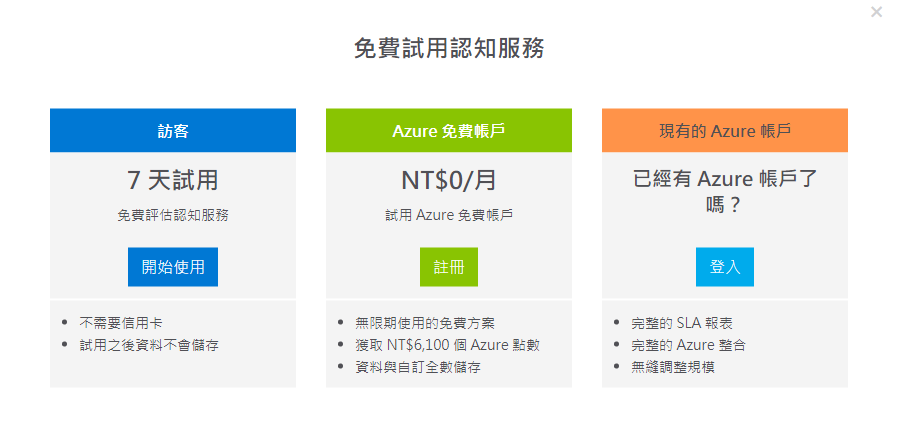 免費試用認知服務
訪客
7 天試用
免費評估認知服務
開始使用
不需要信用卡
試用之後資料不會儲存
Azure 免費帳戶
NT$0/月
試用 Azure 免費帳戶
註冊
無限期使用的免費方案
獲取 NT$6,100 個 Azure 點數
資料與自訂全數儲存
現有的 Azure 帳戶
已經有 Azure 帳戶了
嗎？
登入
完整的 SLA 報表
完整的 Azure 整合
無縫調整規模